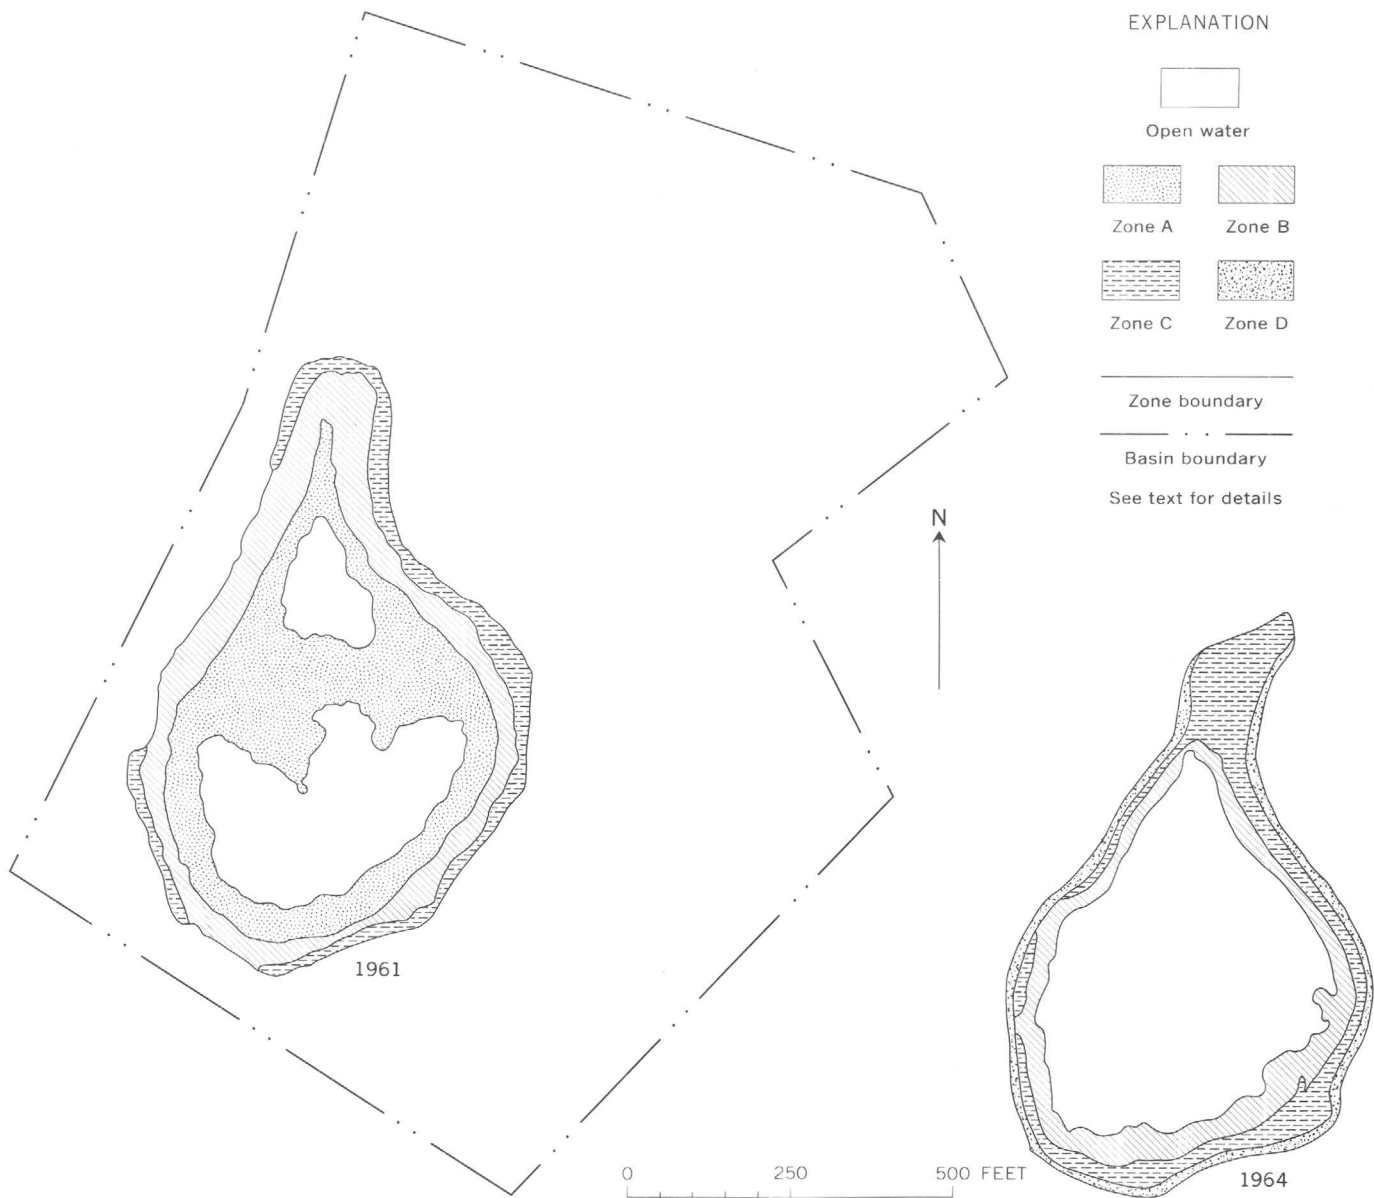 EXPLANATION
Open water
Zone A Zone B
Zone C Zone D
Zone boundary
Basin boundary
See text for details
N
1961
0 250 500 FEET
1964